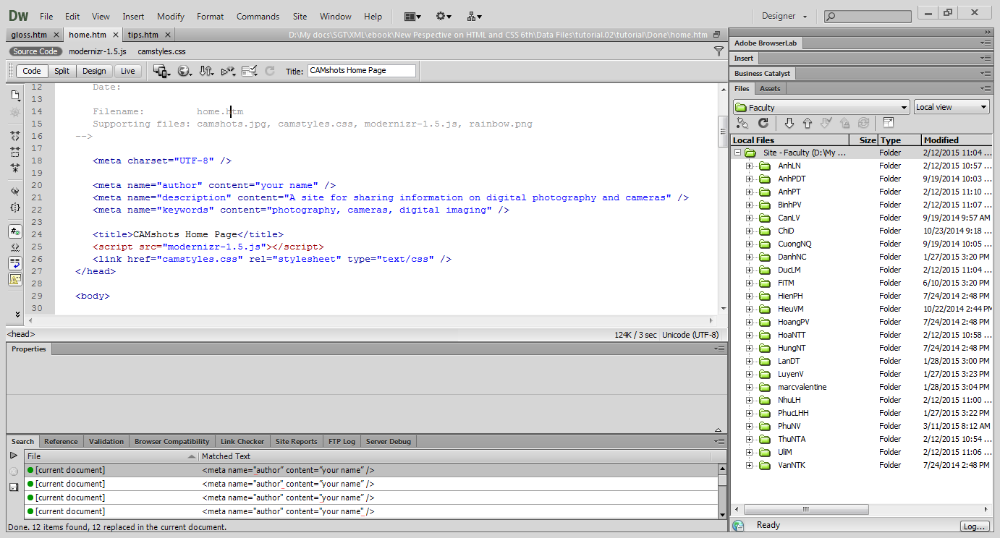 Dw File Edit View Insert Modify Format Commands Site Window Help Designer
gloss.htm home.htm tips.htm D:\My docs\SGT\XML\ebook\New Pespective on HTML and CSS 6th\Data Files\tutorial.02\tutorial\Done\home.htm
Source Code modernizr-1.5.js camstyles.css
Code Split Design Live Title: CAMshots Home Page
12 Date:
13
14 Filename: home.htm
15 Supporting files: camshots.jpg, camstyles.css, modernizr-1.5.js, rainbow.png
16 -->
17
18 <meta charset="UTF-8" />
19
20 <meta name="author" content="your name" />
21 <meta name="description" content="A site for sharing information on digital photography and cameras" />
22 <meta name="keywords" content="photography, cameras, digital imaging" />
23
24 <title>CAMshots Home Page</title>
25 <script src="modernizr-1.5.js"></script>
26 <link href="camstyles.css" rel="stylesheet" type="text/css" />
27 </head>
28
29 <body>
30
<head> 124K / 3 sec Unicode (UTF-8)
Properties
Search Reference Validation Browser Compatibility Link Checker Site Reports FTP Log Server Debug
File Matched Text
[current document] <meta name="author" content="your name" />
[current document] <meta name="author" content="your name" />
[current document] <meta name="author" content="your name" />
[current document] <meta name="author" content="your name" />
Done. 12 items found, 12 replaced in the current document.
Adobe BrowserLab
Insert
Business Catalyst
Files Assets
Faculty Local view
Local Files Size Type Modified
Site - Faculty (D:\My ... Folder 2/12/2015 11:04 ...
AnhLN Folder 2/12/2015 10:57 ...
AnhPDT Folder 9/19/2014 10:03 ...
AnhPT Folder 2/12/2015 11:10 ...
BinhPV Folder 2/12/2015 11:07 ...
CanLV Folder 9/19/2014 9:57 AM
ChiD Folder 10/23/2014 9:18 ...
CuongNQ Folder 9/19/2014 10:05 ...
DanhNC Folder 1/27/2015 3:20 PM
DucLM Folder 2/12/2015 11:04 ...
FiTM Folder 6/10/2015 3:20 PM
HienPH Folder 7/24/2014 2:48 PM
HieuVM Folder 10/22/2014 2:44 PM
HoangPV Folder 7/24/2014 2:48 PM
HoaNTT Folder 2/12/2015 10:58 ...
HungNT Folder 7/24/2014 2:48 PM
LanDT Folder 1/28/2015 3:00 PM
LuyenV Folder 1/27/2015 3:23 PM
marcvalentine Folder 1/28/2015 3:04 PM
NhuLH Folder 2/12/2015 11:00 ...
PhucLHH Folder 1/27/2015 3:22 PM
PhuNV Folder 3/11/2015 8:12 AM
ThuNTA Folder 2/12/2015 10:54 ...
UliM Folder 2/12/2015 11:06 ...
VanNTK Folder 7/24/2014 2:48 PM
Ready Log...